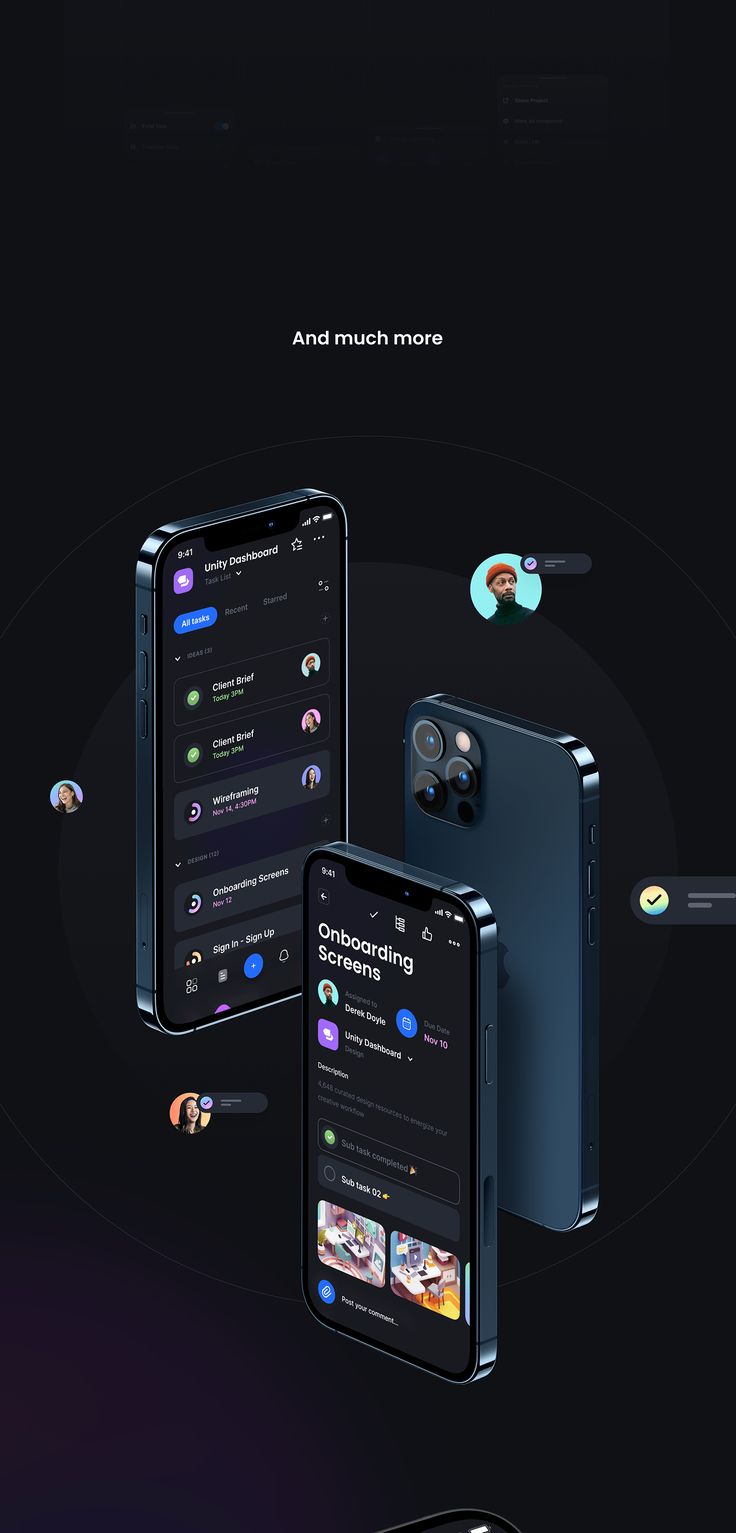 Share Project
And much more
9:41
Unity Dashboard
Task List
All tasks
Recent
Starred
IDEAS (3)
Client Brief
Today 3PM
Client Brief
Today 3PM
Wireframing
Nov 14, 4:30PM
DESIGN (12)
Onboarding Screens
Nov 12
Sign In - Sign Up
9:41
Onboarding
Screens
Assigned to
Derek Doyle
Due Date
Nov 10
Unity Dashboard
Design
Description
4,648 curated design resources to energize your
creative workflow
Sub task completed 🎉
Sub task 02 👉
Post your comment...